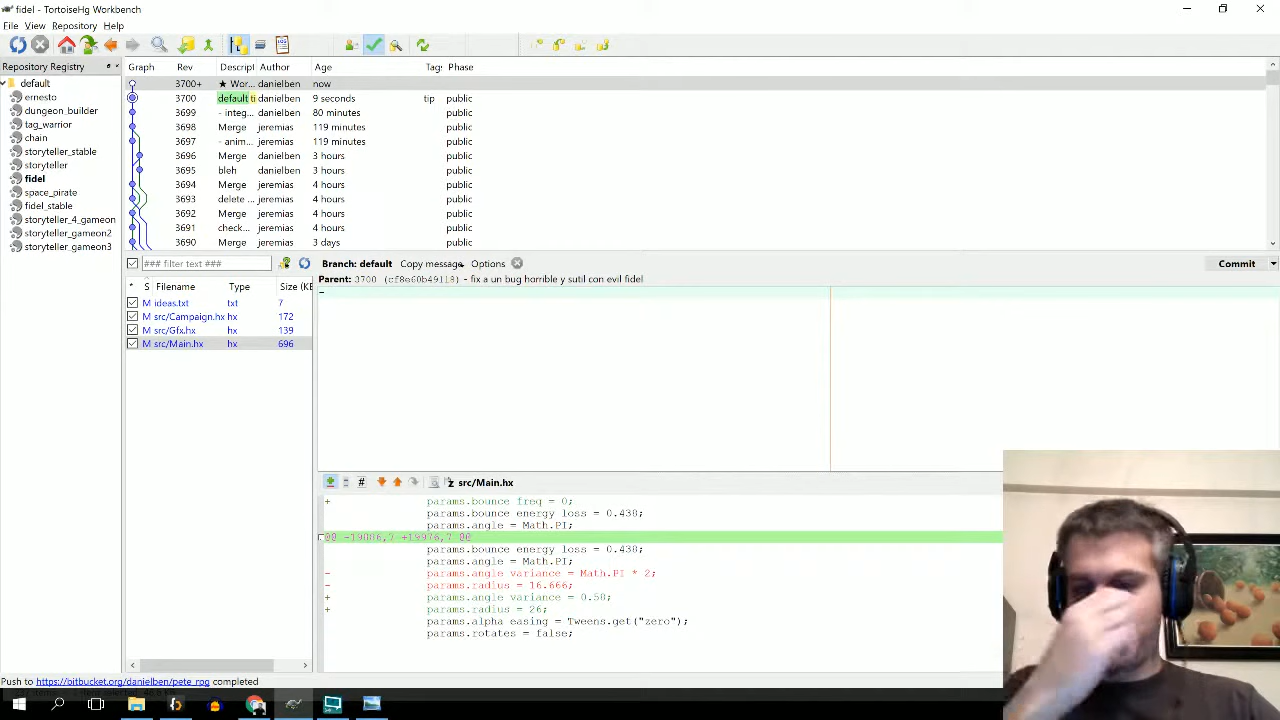 fidel - TortoiseHg Workbench
File View Repository Help
Repository Registry
default
ernesto
dungeon_builder
tag_warrior
chain
storyteller_stable
storyteller
fidel
space_pirate
fidel_stable
storyteller_4_gameon
storyteller_gameon2
storyteller_gameon3
Graph Rev Descript Author Age Tags Phase
3700+ ★ Wor... danielben now
3700 default ti danielben 9 seconds tip public
3699 - integ... danielben 80 minutes public
3698 Merge jeremias 119 minutes public
3697 - anim... jeremias 119 minutes public
3696 Merge danielben 3 hours public
3695 bleh danielben 3 hours public
3694 Merge jeremias 4 hours public
3693 delete ... jeremias 4 hours public
3692 Merge jeremias 4 hours public
3691 check... jeremias 4 hours public
3690 Merge jeremias 3 days public
### filter text ###
Branch: default Copy message Options Commit
* S Filename Type Size (KB
Parent: 3700 (cf8e60b49118) - fix a un bug horrible y sutil con evil fidel
M ideas.txt txt 7
M src/Campaign.hx hx 172
M src/Gfx.hx hx 139
M src/Main.hx hx 696
-
# src/Main.hx
+ params.bounce freq = 0;
params.bounce energy loss = 0.438;
params.angle = Math.PI;
params.bounce energy loss = 0.438;
params.angle = Math.PI;
- params.angle variance = Math.PI * 2;
- params.radius = 16.666;
+ params.angle variance = 0.50;
+ params.radius = 26;
params.alpha easing = Tweens.get("zero");
params.rotates = false;
Push to https://bitbucket.org/danielben/pete_rpg completed